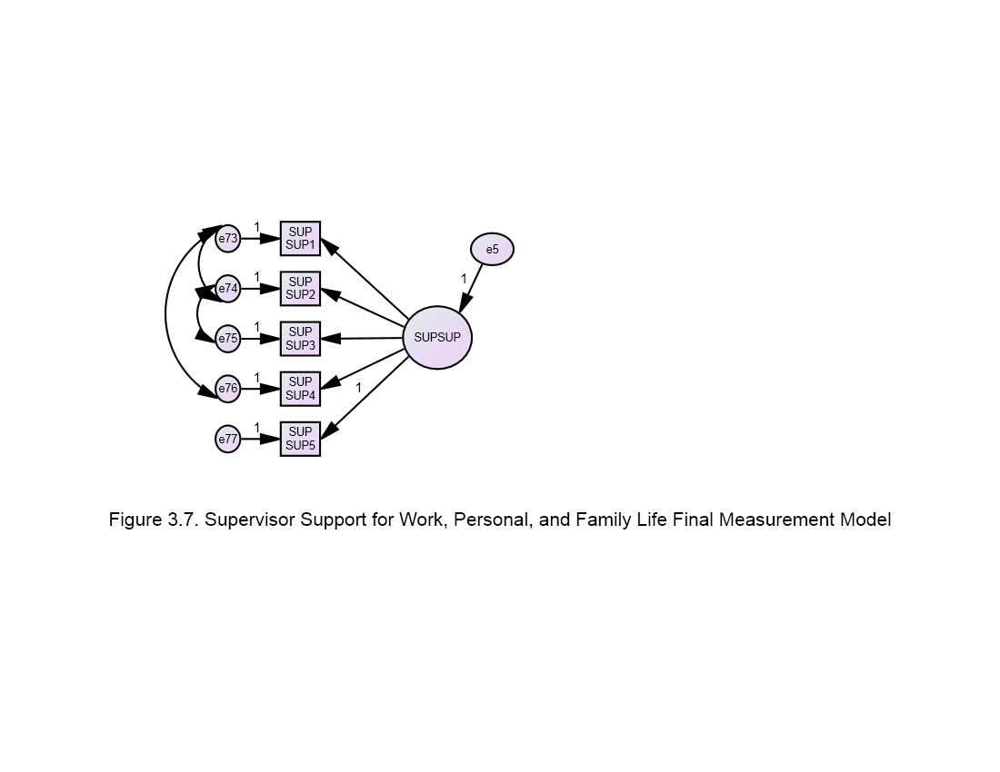 e73
1
SUP
SUP1
e5
1
e74
1
SUP
SUP2
e75
1
SUP
SUP3
SUPSUP
e76
1
SUP
SUP4
1
e77
1
SUP
SUP5
Figure 3.7. Supervisor Support for Work, Personal, and Family Life Final Measurement Model